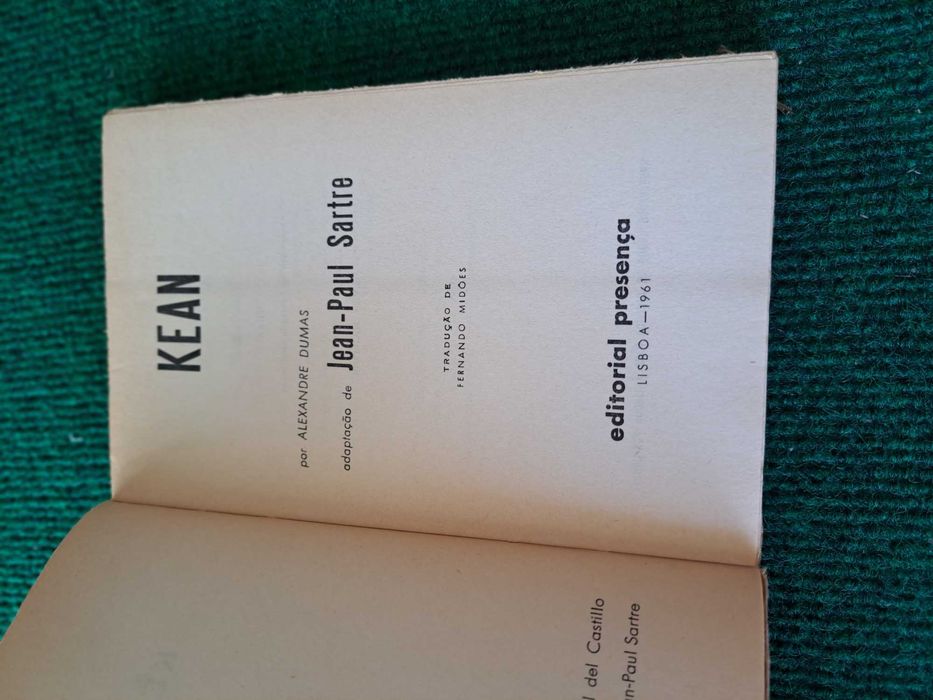 del Castillo
Jean-Paul Sartre
KEAN
por ALEXANDRE DUMAS
adaptação de Jean-Paul Sartre
TRADUÇÃO DE
FERNANDO MIDÕES
editorial presença
LISBOA—1961